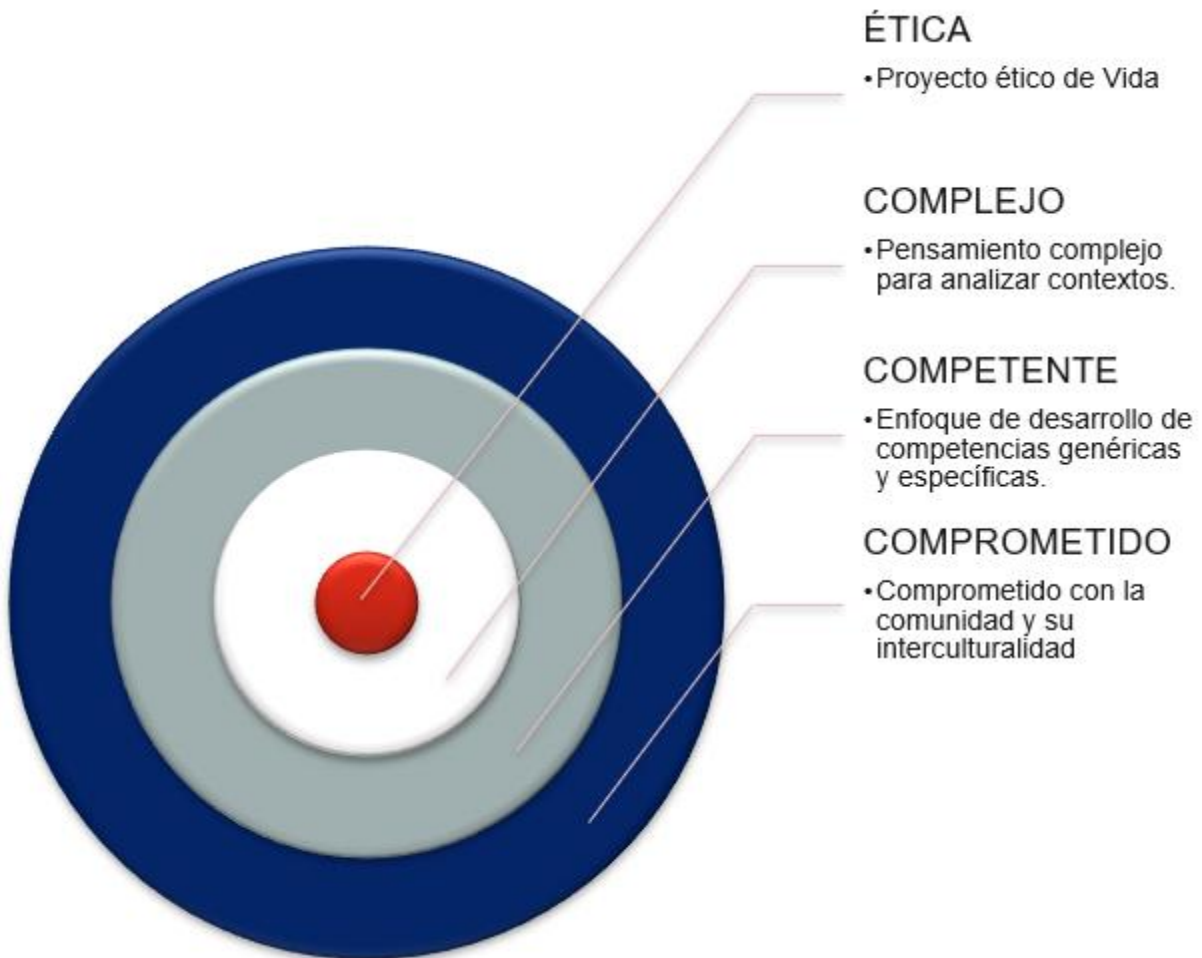 ÉTICA
•Proyecto ético de Vida
COMPLEJO
•Pensamiento complejo
para analizar contextos.
COMPETENTE
•Enfoque de desarrollo de
competencias genéricas
y específicas.
COMPROMETIDO
•Comprometido con la
comunidad y su
interculturalidad